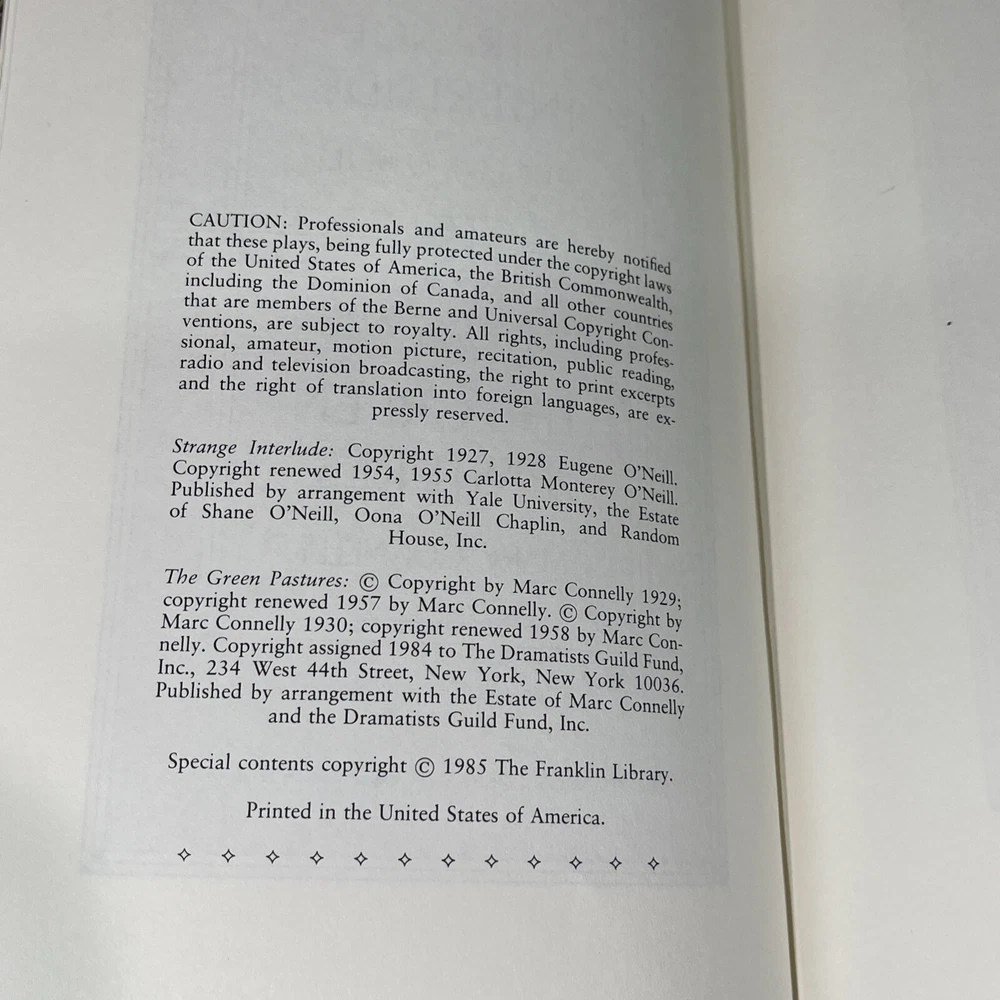 CAUTION: Professionals and amateurs are hereby notified
that these plays, being fully protected under the copyright laws
of the United States of America, the British Commonwealth,
including the Dominion of Canada, and all other countries
that are members of the Berne and Universal Copyright Con-
ventions, are subject to royalty. All rights, including profes-
sional, amateur, motion picture, recitation, public reading,
radio and television broadcasting, the right to print excerpts
and the right of translation into foreign languages, are ex-
pressly reserved.
Strange Interlude: Copyright 1927, 1928 Eugene O'Neill.
Copyright renewed 1954, 1955 Carlotta Monterey O'Neill.
Published by arrangement with Yale University, the Estate
of Shane O'Neill, Oona O'Neill Chaplin, and Random
House, Inc.
The Green Pastures: © Copyright by Marc Connelly 1929;
copyright renewed 1957 by Marc Connelly. © Copyright by
Marc Connelly 1930; copyright renewed 1958 by Marc Con-
nelly. Copyright assigned 1984 to The Dramatists Guild Fund,
Inc., 234 West 44th Street, New York, New York 10036.
Published by arrangement with the Estate of Marc Connelly
and the Dramatists Guild Fund, Inc.
Special contents copyright © 1985 The Franklin Library.
Printed in the United States of America.